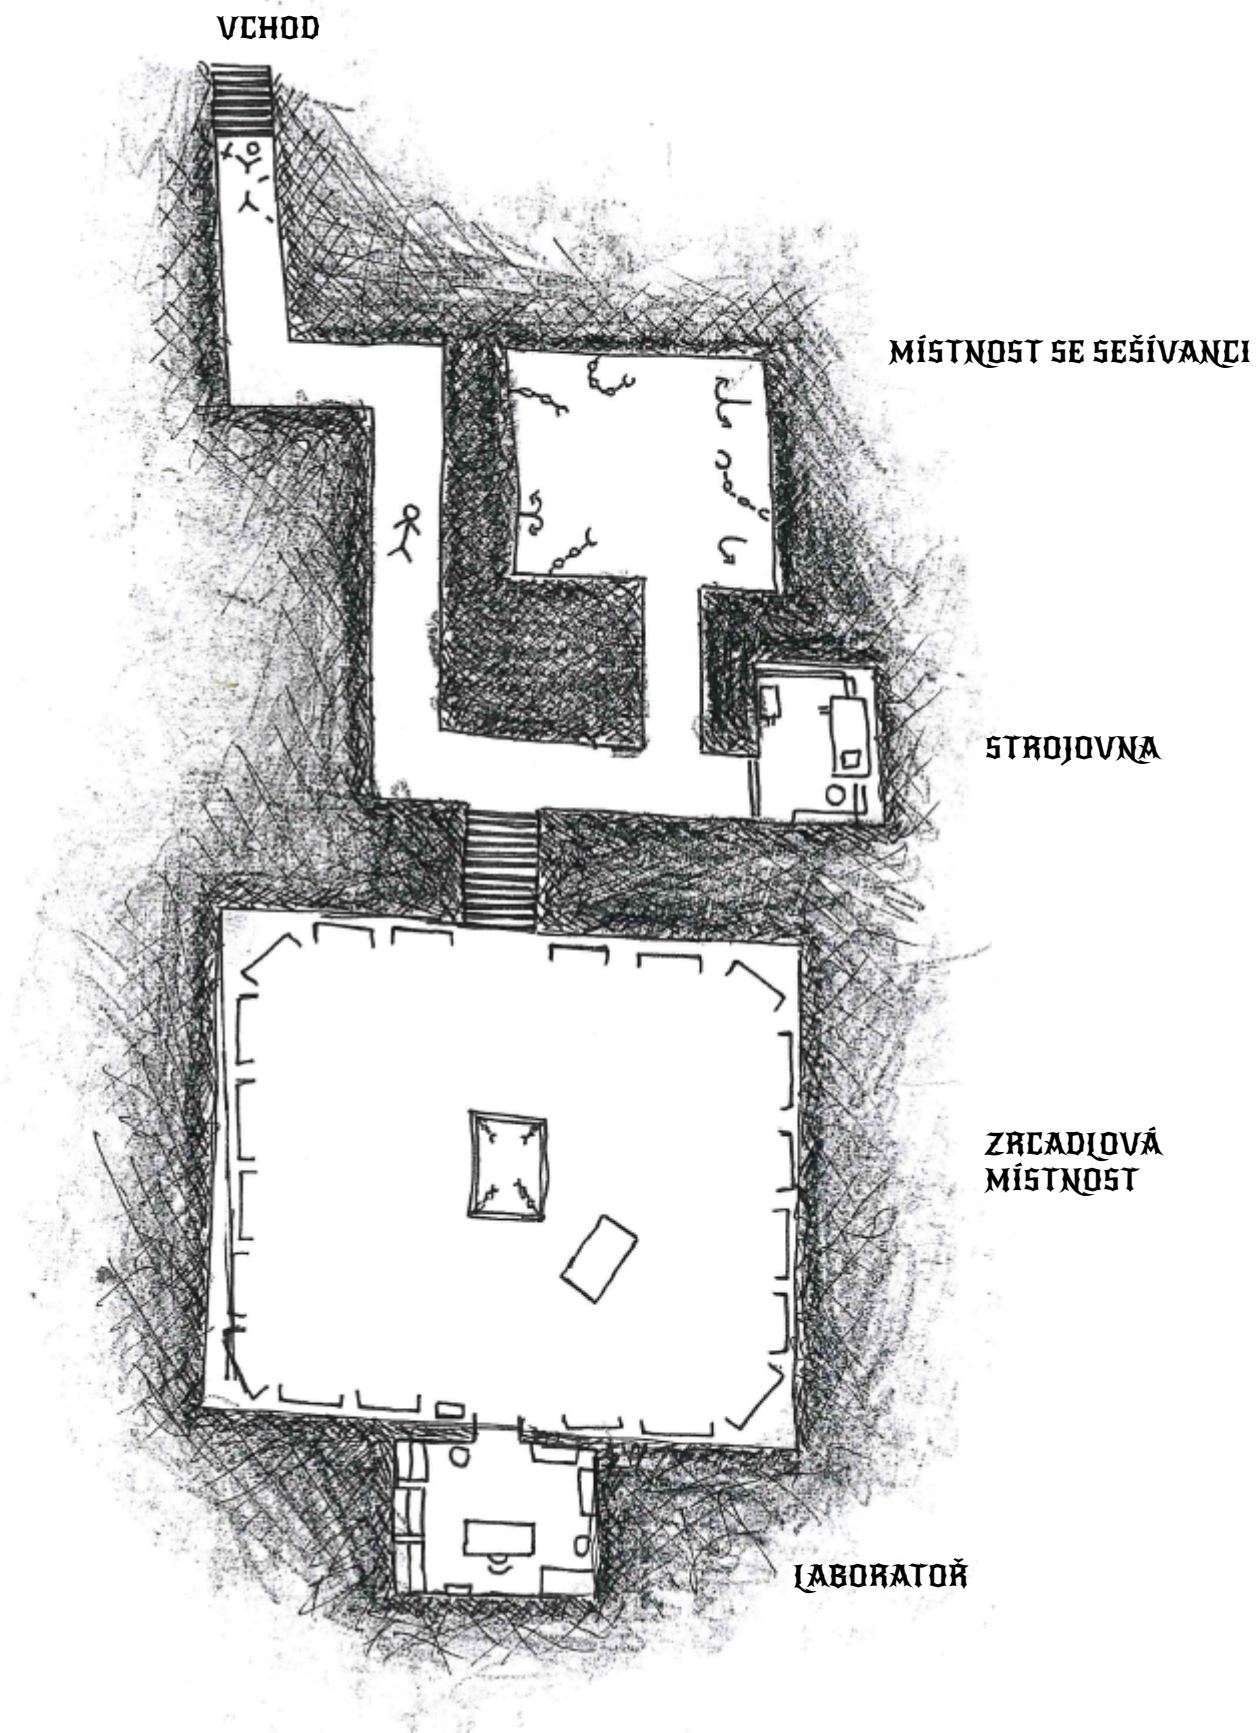 VCHOD
MÍSTNOST SE SEŠÍVANCI
STROJOVNA
ZRCADLOVÁ
MÍSTNOST
LABORATOŘ